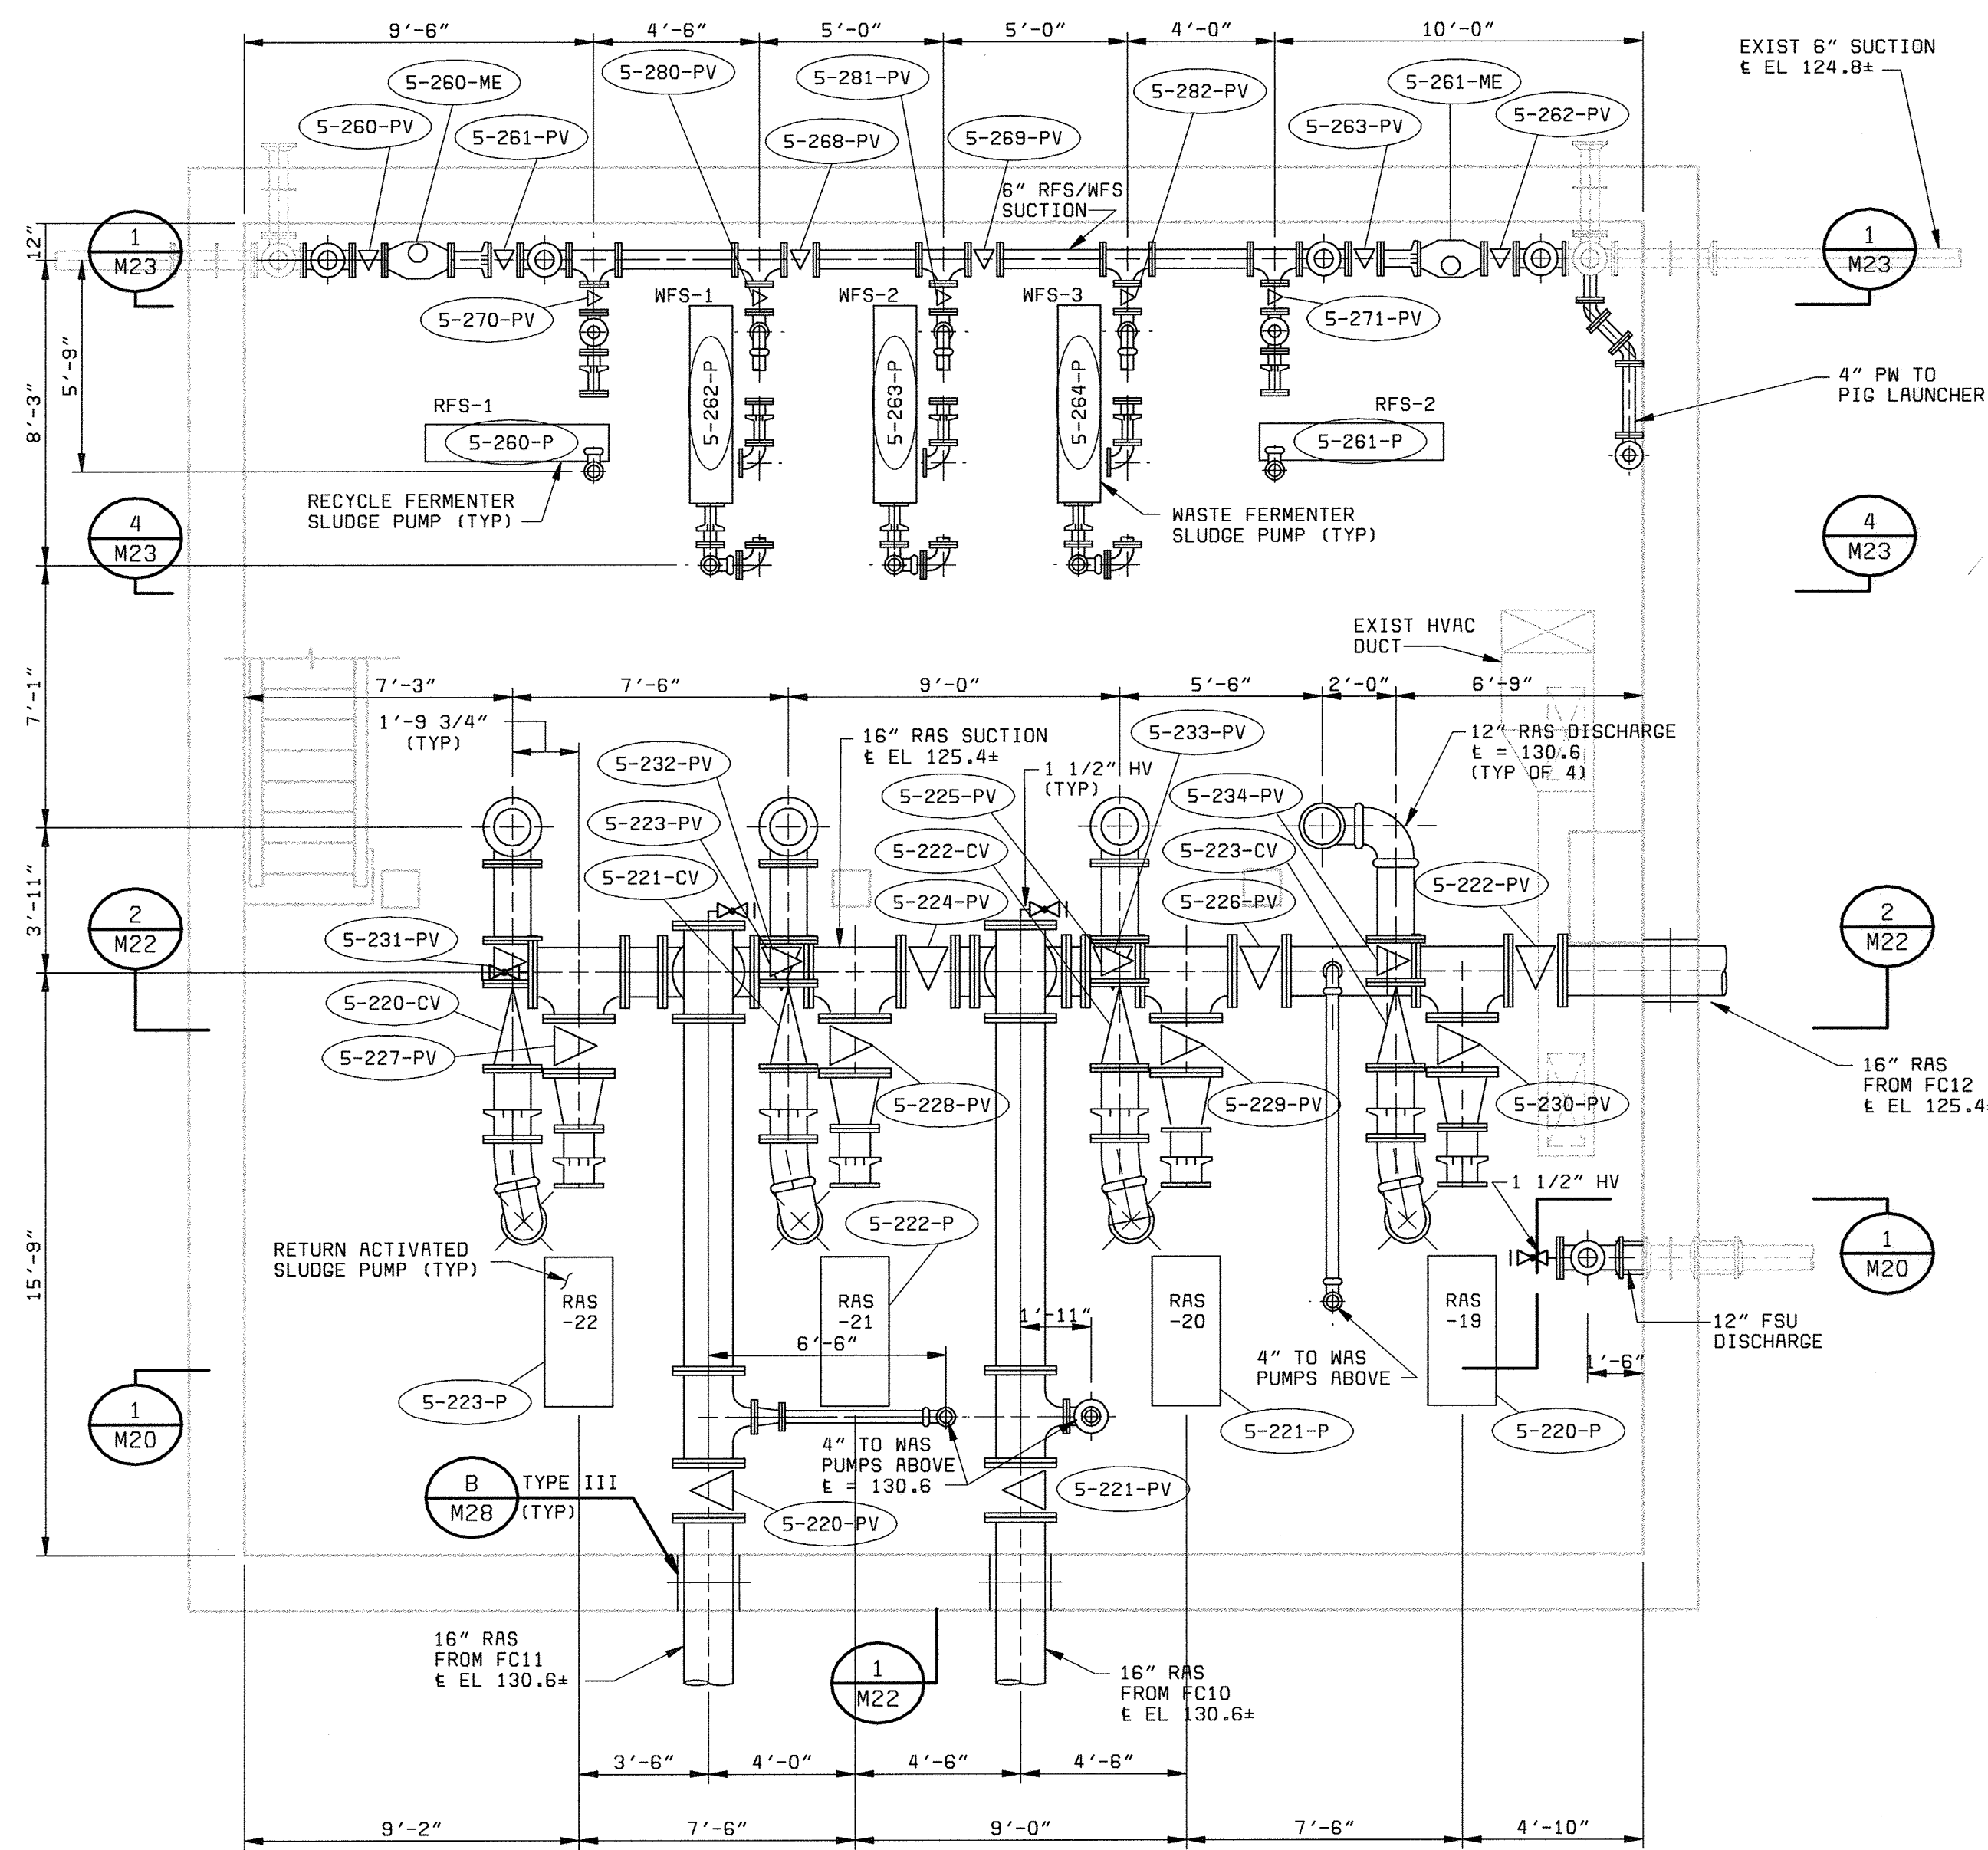 9'-6"
4'-6"
5'-0"
5'-0"
4'-0"
10'-0"
EXIST 6" SUCTION
℄ EL 124.8±
5-260-ME
5-280-PV
5-281-PV
5-282-PV
5-261-ME
5-260-PV
5-261-PV
5-268-PV
5-269-PV
5-263-PV
5-262-PV
6" RFS/WFS
SUCTION
12"
1
M23
1
M23
5-270-PV
WFS-1
WFS-2
WFS-3
5-271-PV
5'-9"
8'-3"
RFS-1
5-260-P
5-262-P
5-263-P
5-264-P
RFS-2
5-261-P
4" PW TO
PIG LAUNCHER
RECYCLE FERMENTER
SLUDGE PUMP (TYP)
WASTE FERMENTER
SLUDGE PUMP (TYP)
4
M23
4
M23
EXIST HVAC
DUCT
7'-1"
7'-3"
7'-6"
9'-0"
5'-6"
2'-0"
6'-9"
1'-9 3/4"
(TYP)
16" RAS SUCTION
℄ EL 125.4±
1 1/2" HV
(TYP)
12" RAS DISCHARGE
℄ = 130.6
(TYP OF 4)
5-232-PV
5-233-PV
5-223-PV
5-225-PV
5-234-PV
5-221-CV
5-222-CV
5-223-CV
5-224-PV
5-226-PV
5-222-PV
3'-11"
2
M22
2
M22
5-231-PV
5-220-CV
5-227-PV
5-228-PV
5-229-PV
5-230-PV
16" RAS
FROM FC12
℄ EL 125.4±
15'-9"
1 1/2" HV
RETURN ACTIVATED
SLUDGE PUMP (TYP)
5-222-P
RAS
-22
RAS
-21
RAS
-20
RAS
-19
1
M20
12" FSU
DISCHARGE
1'-11"
6'-6"
1'-6"
4" TO WAS
PUMPS ABOVE
5-223-P
5-221-P
5-220-P
1
M20
4" TO WAS
PUMPS ABOVE
℄ = 130.6
B
M28
TYPE III
(TYP)
5-220-PV
5-221-PV
16" RAS
FROM FC11
℄ EL 130.6±
1
M22
16" RAS
FROM FC10
℄ EL 130.6±
3'-6"
4'-0"
4'-6"
4'-6"
9'-2"
7'-6"
9'-0"
7'-6"
4'-10"